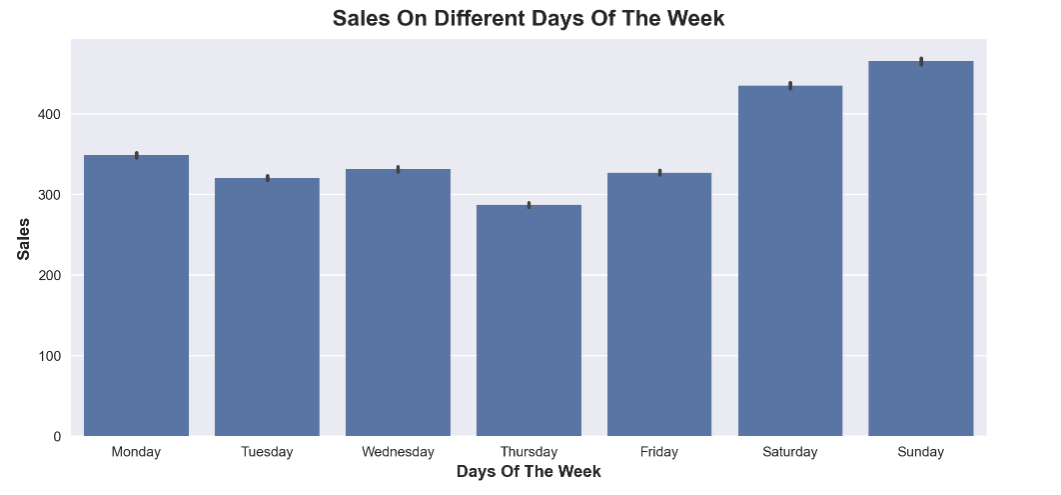 Sales On Different Days Of The Week
400
300
200
100
0
Sales
Monday Tuesday Wednesday Thursday Friday Saturday Sunday
Days Of The Week